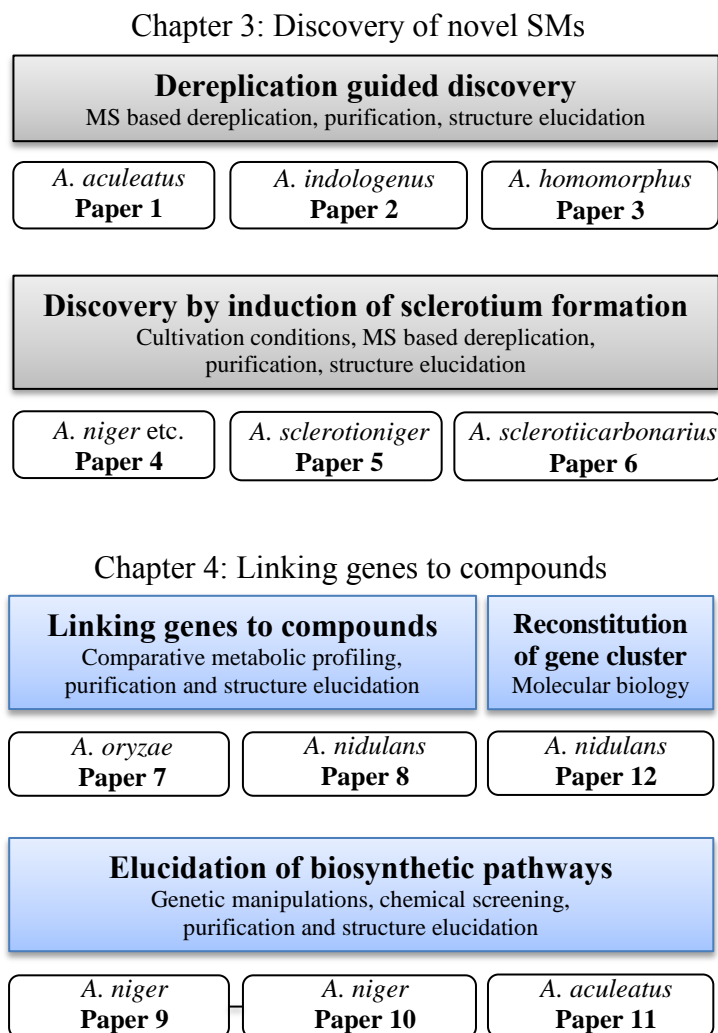 Chapter 3: Discovery of novel SMs
Dereplication guided discovery
MS based dereplication, purification, structure elucidation
A. aculeatus
Paper 1
A. indologenus
Paper 2
A. homomorphus
Paper 3
Discovery by induction of sclerotium formation
Cultivation conditions, MS based dereplication,
purification, structure elucidation
A. niger etc.
Paper 4
A. sclerotioniger
Paper 5
A. sclerotiicarbonarius
Paper 6
Chapter 4: Linking genes to compounds
Linking genes to compounds
Comparative metabolic profiling,
purification and structure elucidation
Reconstitution
of gene cluster
Molecular biology
A. oryzae
Paper 7
A. nidulans
Paper 8
A. nidulans
Paper 12
Elucidation of biosynthetic pathways
Genetic manipulations, chemical screening,
purification and structure elucidation
A. niger
Paper 9
A. niger
Paper 10
A. aculeatus
Paper 11